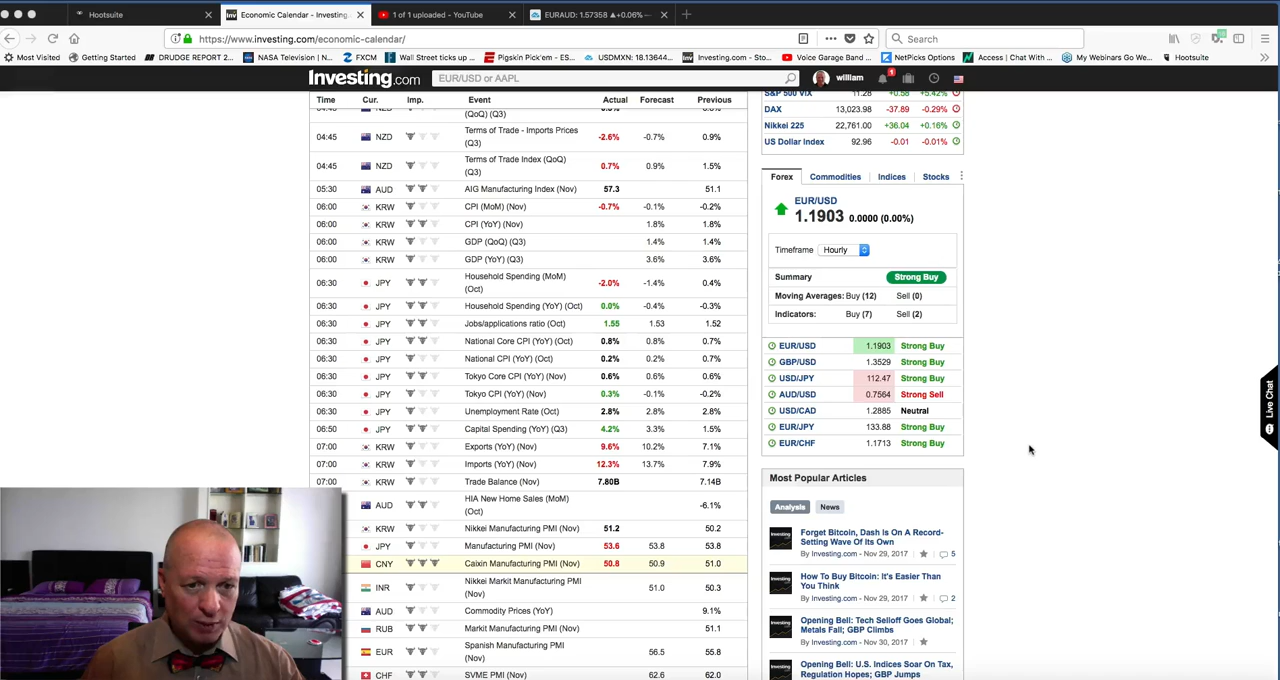 Hootsuite
Economic Calendar - Investing.
1 of 1 uploaded - YouTube
EURAUD: 1.57358 ▲+0.06% —
https://www.investing.com/economic-calendar/
Search
Most Visited
Getting Started
DRUDGE REPORT 2...
NASA Television | N...
FXCM
Wall Street ticks up ...
Pigskin Pick'em - ES...
USDMXN: 18.13644...
Investing.com - Sto...
Voice Garage Band ...
NetPicks Options
Access | Chat With ...
My Webinars Go We...
Hootsuite
Investing.com
EUR/USD or AAPL
william
1
Time Cur. Imp. Event Actual Forecast Previous
(QoQ) (Q3)
04:45 NZD Terms of Trade - Imports Prices (Q3) -2.6% -0.7% 0.9%
04:45 NZD Terms of Trade Index (QoQ) (Q3) 0.7% 0.9% 1.5%
05:30 AUD AIG Manufacturing Index (Nov) 57.3 51.1
06:00 KRW CPI (MoM) (Nov) -0.7% -0.1% -0.2%
06:00 KRW CPI (YoY) (Nov) 1.8% 1.8%
06:00 KRW GDP (QoQ) (Q3) 1.4% 1.4%
06:00 KRW GDP (YoY) (Q3) 3.6% 3.6%
06:30 JPY Household Spending (MoM) (Oct) -2.0% -1.4% 0.4%
06:30 JPY Household Spending (YoY) (Oct) 0.0% -0.4% -0.3%
06:30 JPY Jobs/applications ratio (Oct) 1.55 1.53 1.52
06:30 JPY National Core CPI (YoY) (Oct) 0.8% 0.8% 0.7%
06:30 JPY National CPI (YoY) (Oct) 0.2% 0.2% 0.7%
06:30 JPY Tokyo Core CPI (YoY) (Nov) 0.6% 0.6% 0.6%
06:30 JPY Tokyo CPI (YoY) (Nov) 0.3% -0.1% -0.2%
06:30 JPY Unemployment Rate (Oct) 2.8% 2.8% 2.8%
06:50 JPY Capital Spending (YoY) (Q3) 4.2% 3.3% 1.5%
07:00 KRW Exports (YoY) (Nov) 9.6% 10.2% 7.1%
07:00 KRW Imports (YoY) (Nov) 12.3% 13.7% 7.9%
07:00 KRW Trade Balance (Nov) 7.80B 7.14B
AUD HIA New Home Sales (MoM) (Oct) -6.1%
KRW Nikkei Manufacturing PMI (Nov) 51.2 50.2
JPY Manufacturing PMI (Nov) 53.6 53.8 53.8
CNY Caixin Manufacturing PMI (Nov) 50.8 50.9 51.0
INR Nikkei Markit Manufacturing PMI (Nov) 51.0 50.3
AUD Commodity Prices (YoY) 9.1%
RUB Markit Manufacturing PMI (Nov) 51.1
EUR Spanish Manufacturing PMI (Nov) 56.5 55.8
CHF SVME PMI (Nov) 62.6 62.0
S&P 500 VIX 11.28 +0.58 +5.42%
DAX 13,023.98 -37.89 -0.29%
Nikkei 225 22,761.00 +36.04 +0.16%
US Dollar Index 92.96 -0.01 -0.01%
Forex Commodities Indices Stocks
EUR/USD
1.1903 0.0000 (0.00%)
Timeframe Hourly
Summary Strong Buy
Moving Averages: Buy (12) Sell (0)
Indicators: Buy (7) Sell (2)
EUR/USD 1.1903 Strong Buy
GBP/USD 1.3529 Strong Buy
USD/JPY 112.47 Strong Buy
AUD/USD 0.7564 Strong Sell
USD/CAD 1.2885 Neutral
EUR/JPY 133.88 Strong Buy
EUR/CHF 1.1713 Strong Buy
Most Popular Articles
Analysis News
Forget Bitcoin, Dash Is On A Record-
Setting Wave Of Its Own
By Investing.com - Nov 29, 2017 5
How To Buy Bitcoin: It's Easier Than
You Think
By Investing.com - Nov 29, 2017 2
Opening Bell: Tech Selloff Goes Global;
Metals Fall; GBP Climbs
By Investing.com - Nov 30, 2017
Opening Bell: U.S. Indices Soar On Tax,
Regulation Hopes; GBP Jumps
Live Chat